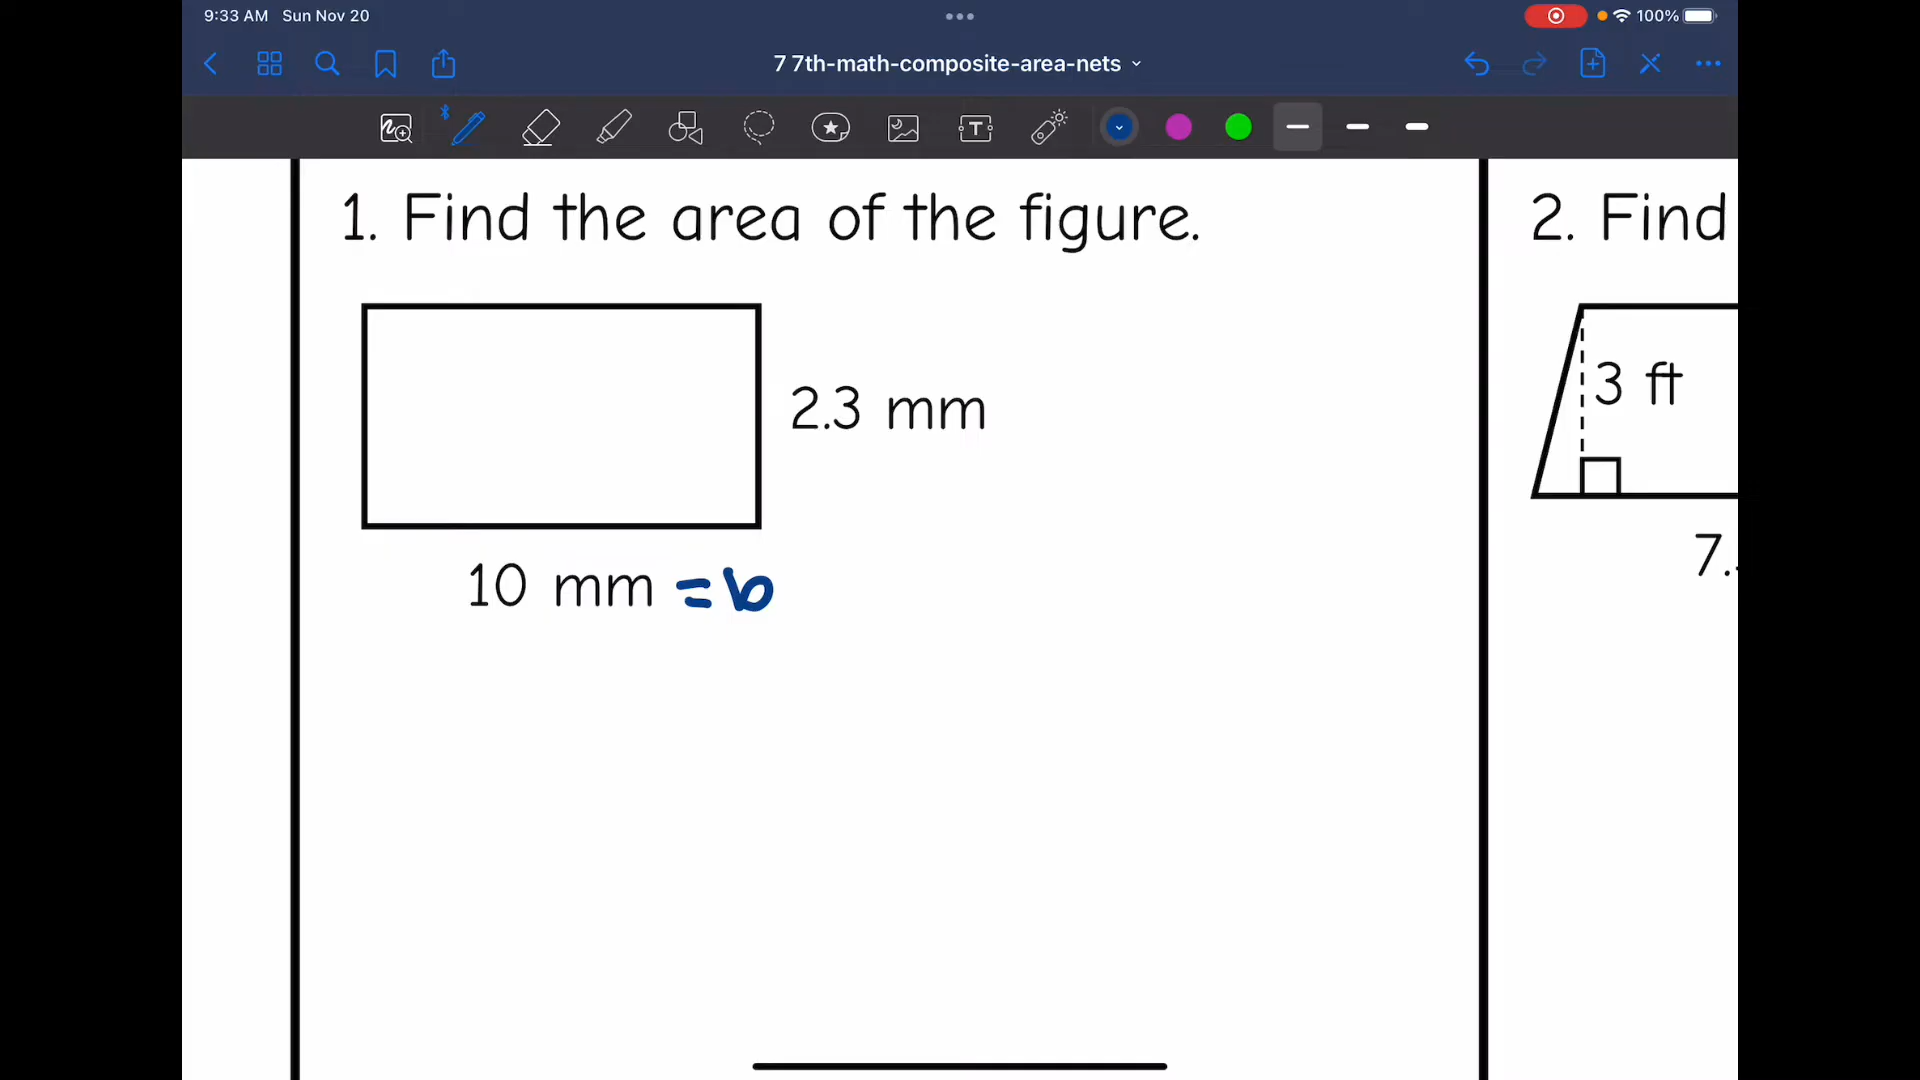 9:33 AM Sun Nov 20
100%
7 7th-math-composite-area-nets
T
1. Find the area of the figure.
2.3 mm
10 mm = b
2. Find
3 ft
7.